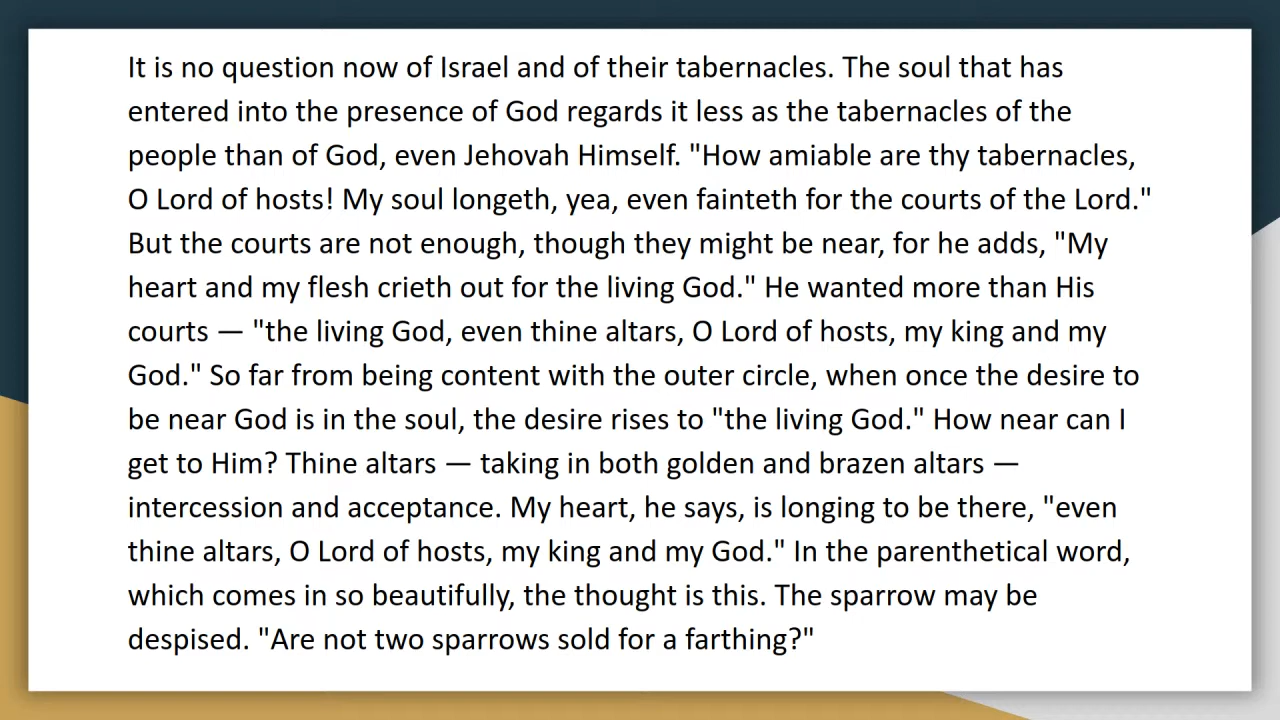 It is no question now of Israel and of their tabernacles. The soul that has
entered into the presence of God regards it less as the tabernacles of the
people than of God, even Jehovah Himself. "How amiable are thy tabernacles,
O Lord of hosts! My soul longeth, yea, even fainteth for the courts of the Lord."
But the courts are not enough, though they might be near, for he adds, "My
heart and my flesh crieth out for the living God." He wanted more than His
courts — "the living God, even thine altars, O Lord of hosts, my king and my
God." So far from being content with the outer circle, when once the desire to
be near God is in the soul, the desire rises to "the living God." How near can I
get to Him? Thine altars — taking in both golden and brazen altars —
intercession and acceptance. My heart, he says, is longing to be there, "even
thine altars, O Lord of hosts, my king and my God." In the parenthetical word,
which comes in so beautifully, the thought is this. The sparrow may be
despised. "Are not two sparrows sold for a farthing?"